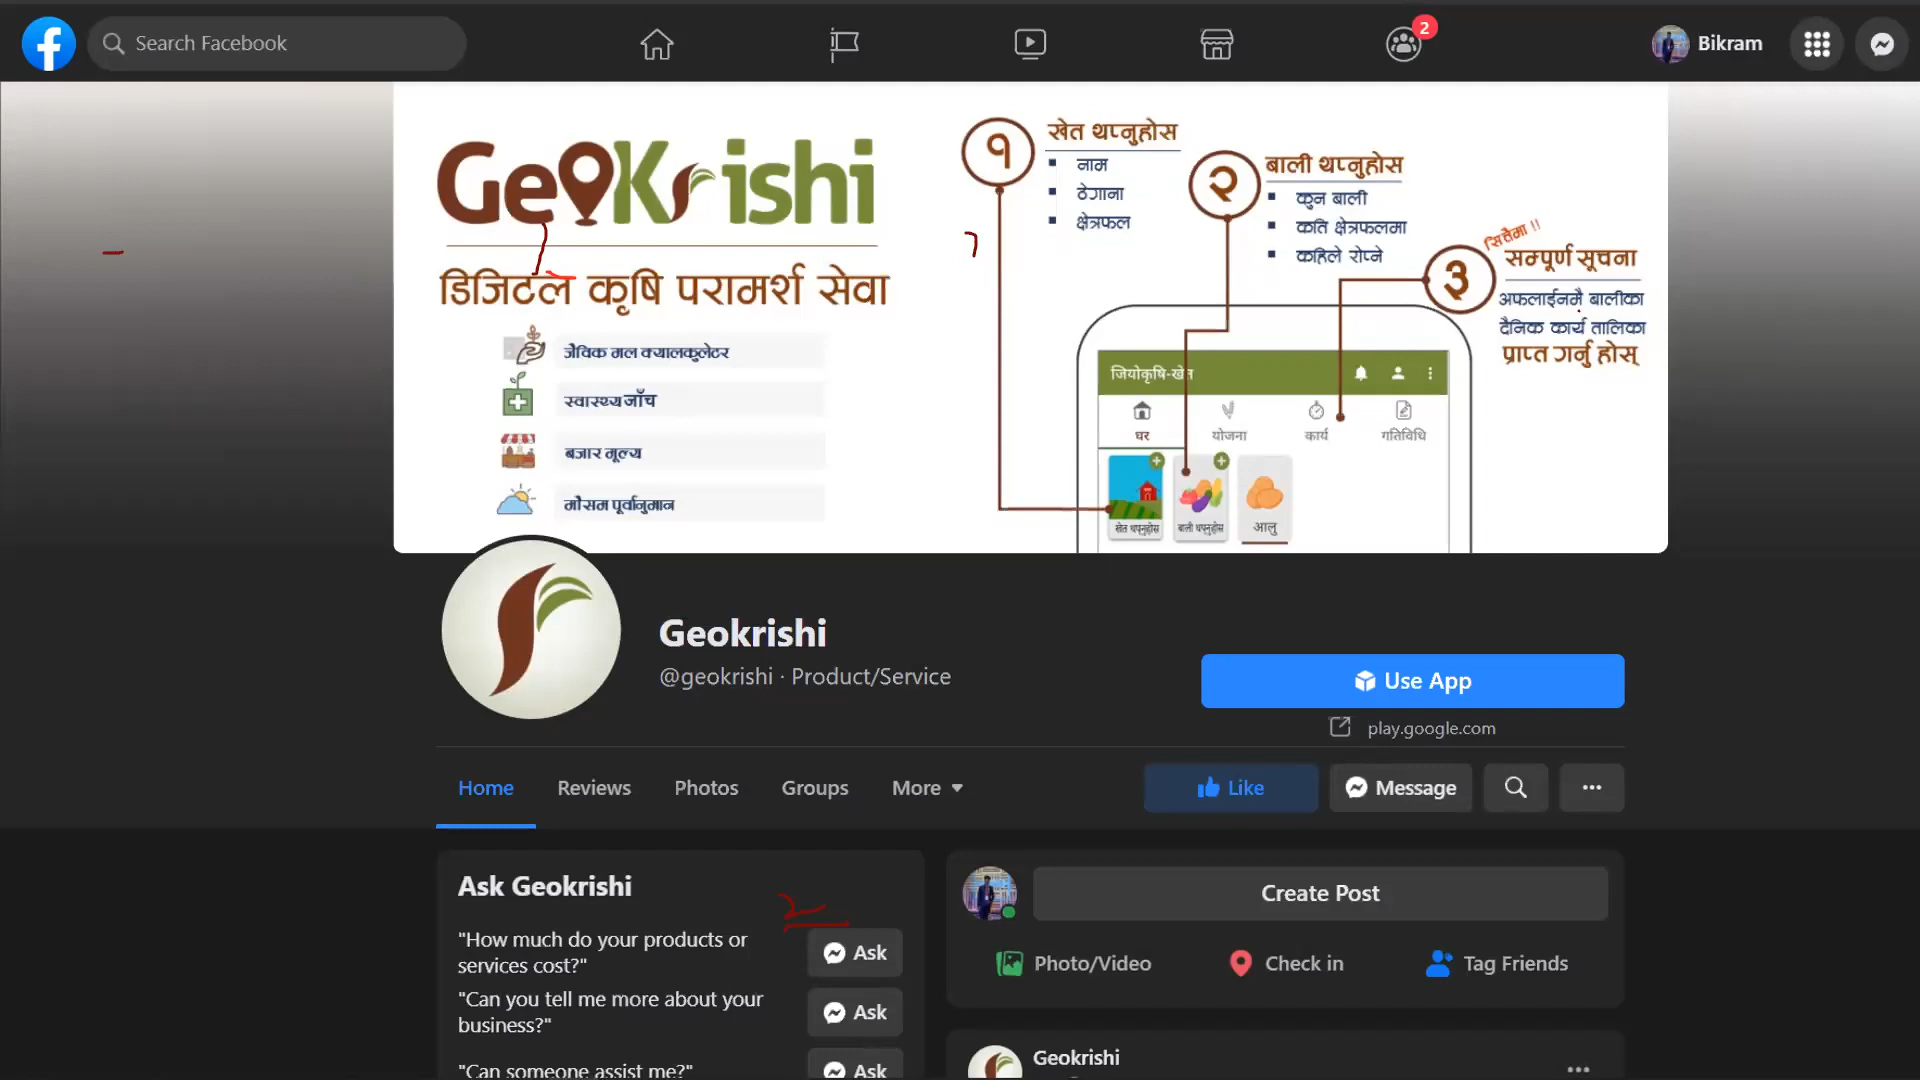 Search Facebook
2
Bikram
GeoKrishi
डिजिटल कृषि परामर्श सेवा
जैविक मल क्यालकुलेटर
स्वास्थ्य जाँच
बजार मूल्य
मौसम पूर्वानुमान
१
खेत थप्नुहोस
नाम
ठेगाना
क्षेत्रफल
२
बाली थप्नुहोस
कुन बाली
कति क्षेत्रफलमा
कहिले रोप्ने
३
सित्तैमा !!
सम्पूर्ण सूचना
अफलाईनमै बालीका
दैनिक कार्य तालिका
प्राप्त गर्नु होस्
जियोकृषि-खेत
घर
योजना
कार्य
गतिविधि
खेत थप्नुहोस
बाली थप्नुहोस
आलु
Geokrishi
@geokrishi · Product/Service
Use App
play.google.com
Home
Reviews
Photos
Groups
More
Like
Message
Ask Geokrishi
2
"How much do your products or
services cost?"
Ask
"Can you tell me more about your
business?"
Ask
"Can someone assist me?"
Ask
Create Post
Photo/Video
Check in
Tag Friends
Geokrishi